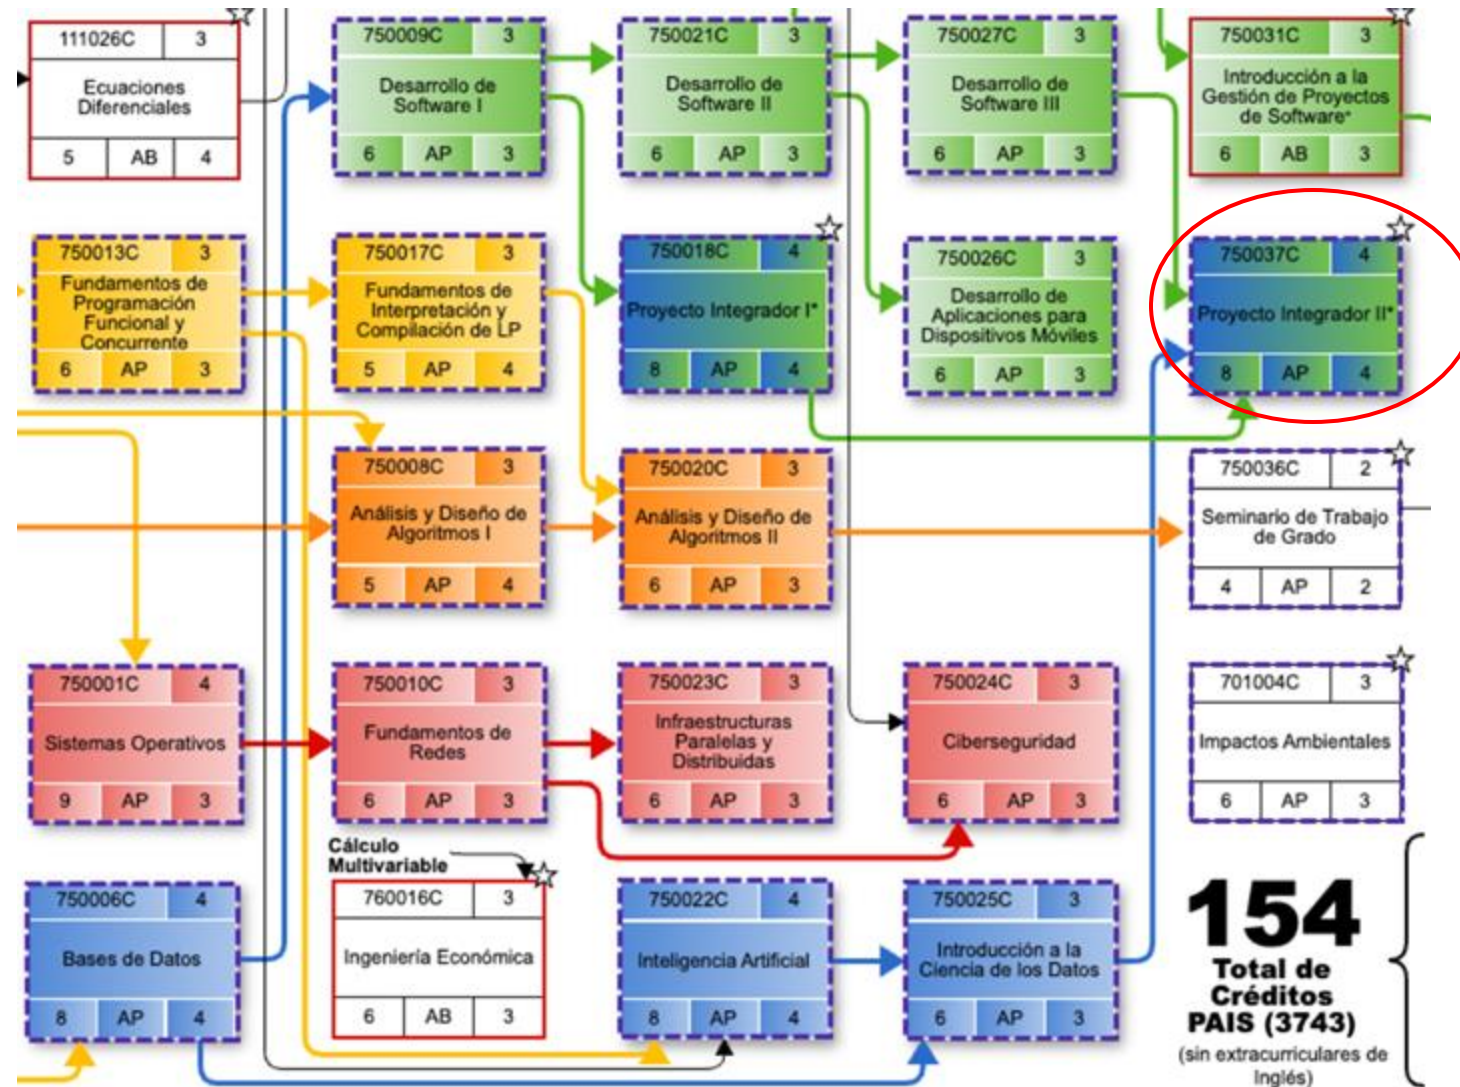 111026C 3
Ecuaciones
Diferenciales
5 AB 4
750009C 3
Desarrollo de
Software I
6 AP 3
750021C 3
Desarrollo de
Software II
6 AP 3
750027C 3
Desarrollo de
Software III
6 AP 3
750031C 3
Introducción a la
Gestión de Proyectos
de Software*
6 AB 3
750013C 3
Fundamentos de
Programación
Funcional y
Concurrente
6 AP 3
750017C 3
Fundamentos de
Interpretación y
Compilación de LP
5 AP 4
750018C 4
Proyecto Integrador I*
8 AP 4
750026C 3
Desarrollo de
Aplicaciones para
Dispositivos Móviles
6 AP 3
750037C 4
Proyecto Integrador II*
8 AP 4
750008C 3
Análisis y Diseño de
Algoritmos I
5 AP 4
750020C 3
Análisis y Diseño de
Algoritmos II
6 AP 3
750036C 2
Seminario de Trabajo
de Grado
4 AP 2
750001C 4
Sistemas Operativos
9 AP 3
750010C 3
Fundamentos de
Redes
6 AP 3
750023C 3
Infraestructuras
Paralelas y
Distribuidas
6 AP 3
750024C 3
Ciberseguridad
6 AP 3
701004C 3
Impactos Ambientales
6 AP 3
750006C 4
Bases de Datos
8 AP 4
Cálculo
Multivariable
760016C 3
Ingeniería Económica
6 AB 3
750022C 4
Inteligencia Artificial
8 AP 4
750025C 3
Introducción a la
Ciencia de los Datos
6 AP 3
154
Total de
Créditos
PAIS (3743)
(sin extracurriculares de
Inglés)